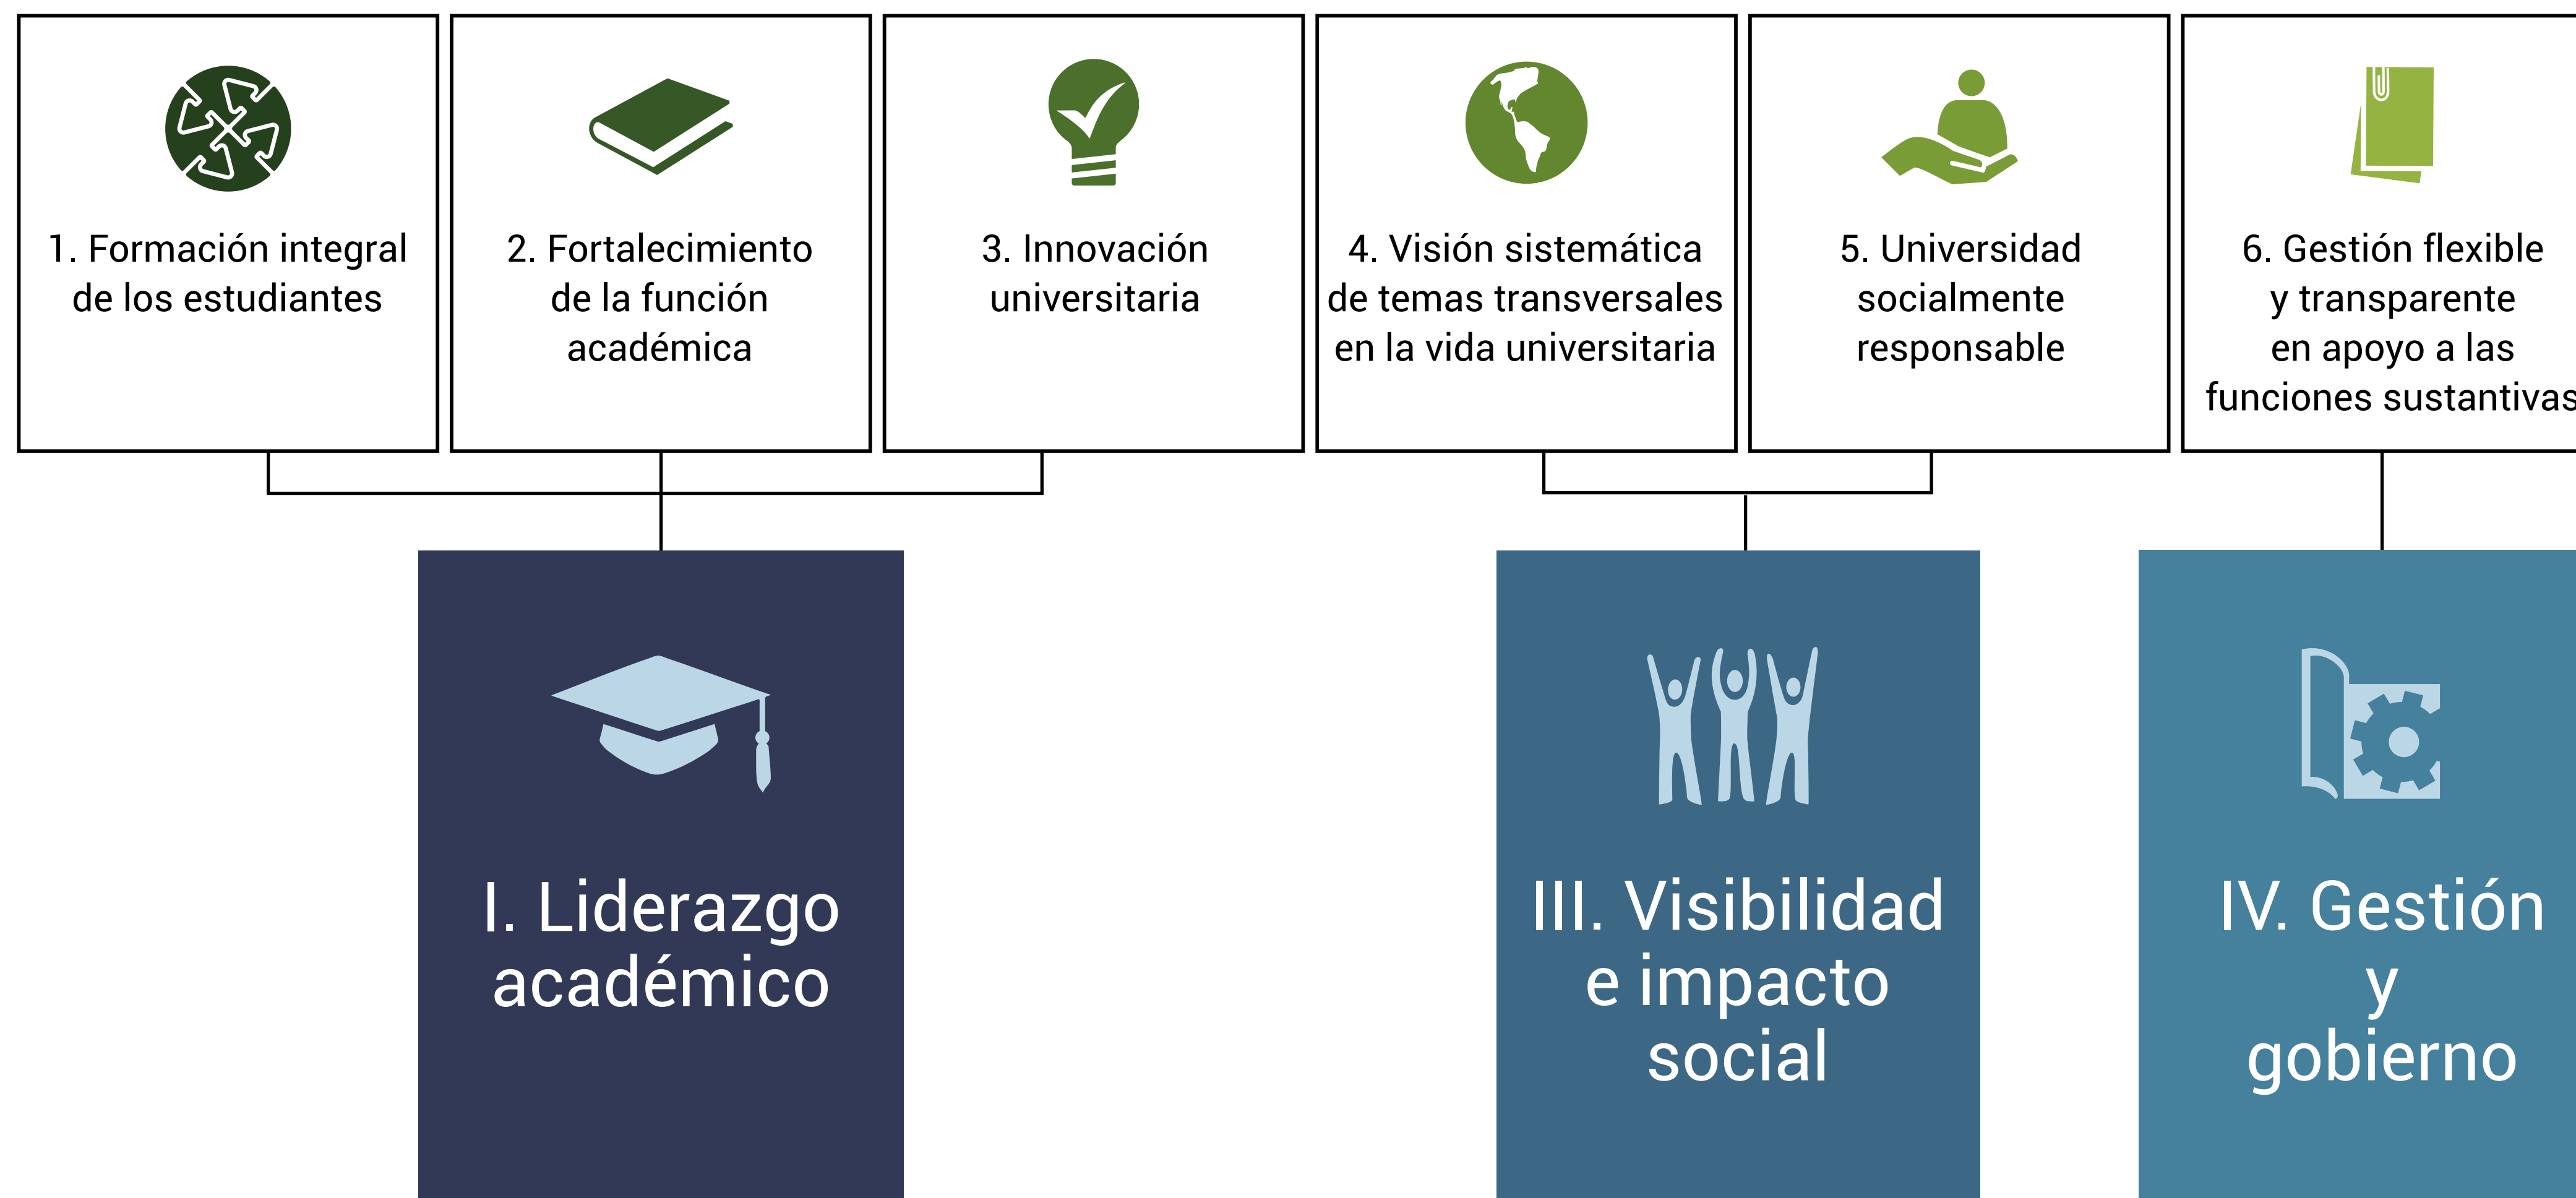 1. Formación integral
de los estudiantes
2. Fortalecimiento
de la función
académica
3. Innovación
universitaria
4. Visión sistemática
de temas transversales
en la vida universitaria
5. Universidad
socialmente
responsable
6. Gestión flexible
y transparente
en apoyo a las
funciones sustantivas
I. Liderazgo
académico
III. Visibilidad
e impacto
social
IV. Gestión
y
gobierno